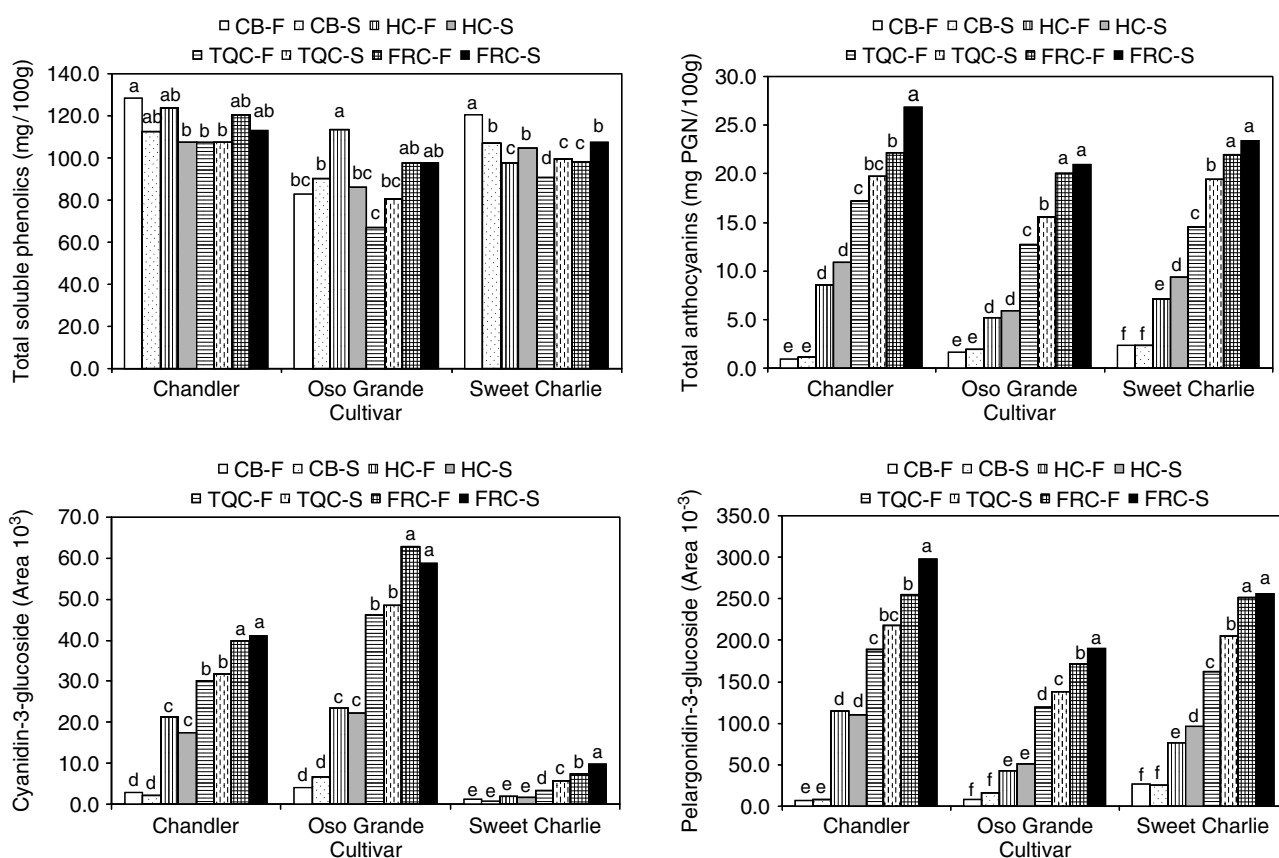 CB-F CB-S HC-F HC-S
TQC-F TQC-S FRC-F FRC-S
Total soluble phenolics (mg/100g)
140.0
120.0
100.0
80.0
60.0
40.0
20.0
0.0
a ab ab b b b ab ab
bc b a b c bc ab ab
a b c b d c c b
Chandler Oso Grande Sweet Charlie
Cultivar
CB-F CB-S HC-F HC-S
TQC-F TQC-S FRC-F FRC-S
Total anthocyanins (mg PGN/100g)
30.0
25.0
20.0
15.0
10.0
5.0
0.0
e e d d c bc b a
e e d d c b a a
f f e d c b a a
Chandler Oso Grande Sweet Charlie
Cultivar
CB-F CB-S HC-F HC-S
TQC-F TQC-S FRC-F FRC-S
Cyanidin-3-glucoside (Area 10³)
70.0
60.0
50.0
40.0
30.0
20.0
10.0
0.0
d d c c b b a a
d d c c b b a a
e e e e d c b a
Chandler Oso Grande Sweet Charlie
Cultivar
CB-F CB-S HC-F HC-S
TQC-F TQC-S FRC-F FRC-S
Pelargonidin-3-glucoside (Area 10⁻³)
350.0
300.0
250.0
200.0
150.0
100.0
50.0
0.0
e e d d c bc b a
f f e e d c b a
f f e e c b a a
Chandler Oso Grande Sweet Charlie
Cultivar